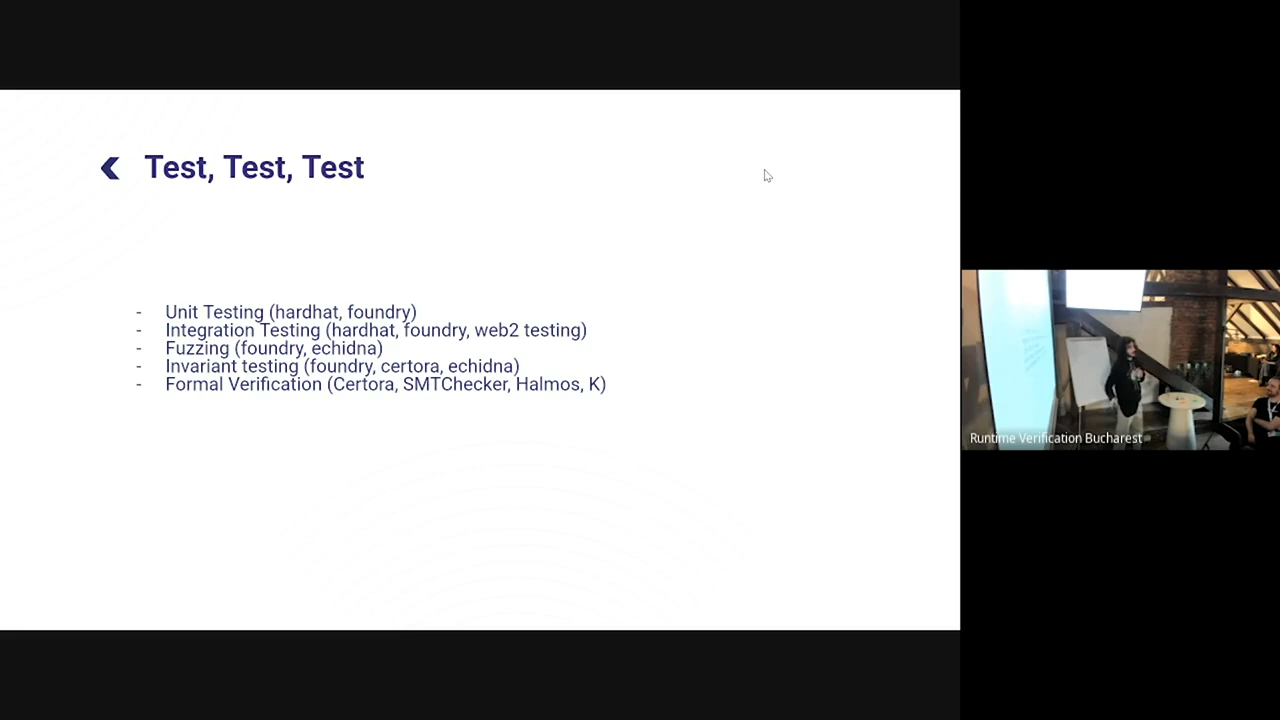 Test, Test, Test
- Unit Testing (hardhat, foundry)
- Integration Testing (hardhat, foundry, web2 testing)
- Fuzzing (foundry, echidna)
- Invariant testing (foundry, certora, echidna)
- Formal Verification (Certora, SMTChecker, Halmos, K)
Runtime Verification Bucharest